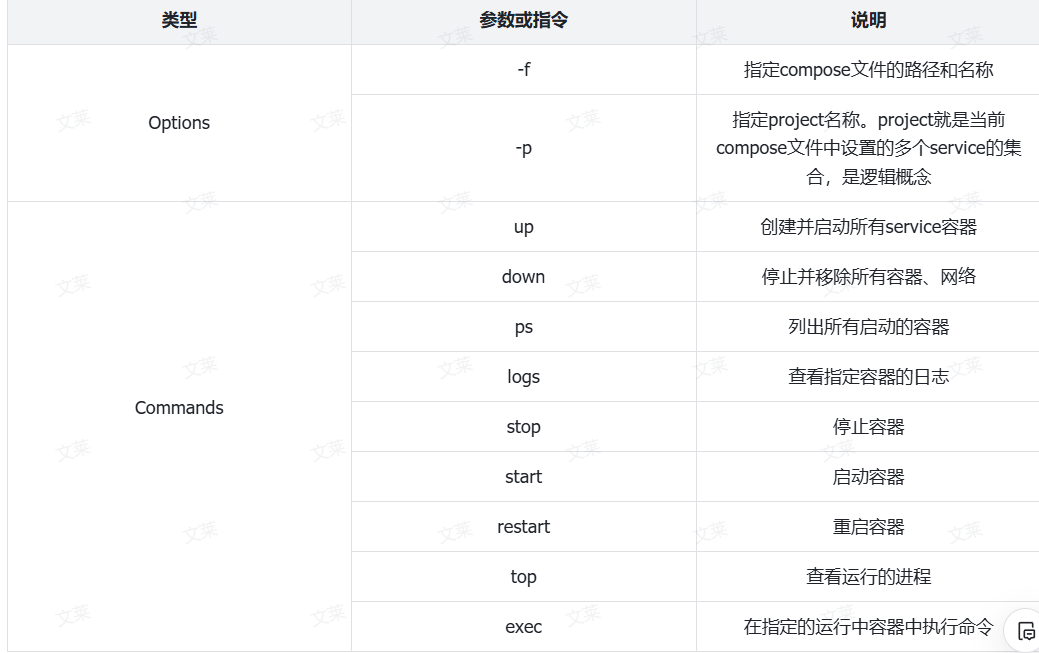 类型 参数或指令 说明
Options
-f 指定compose文件的路径和名称
-p 指定project名称。project就是当前
compose文件中设置的多个service的集
合，是逻辑概念
Commands
up 创建并启动所有service容器
down 停止并移除所有容器、网络
ps 列出所有启动的容器
logs 查看指定容器的日志
stop 停止容器
start 启动容器
restart 重启容器
top 查看运行的进程
exec 在指定的运行中容器中执行命令
文莱